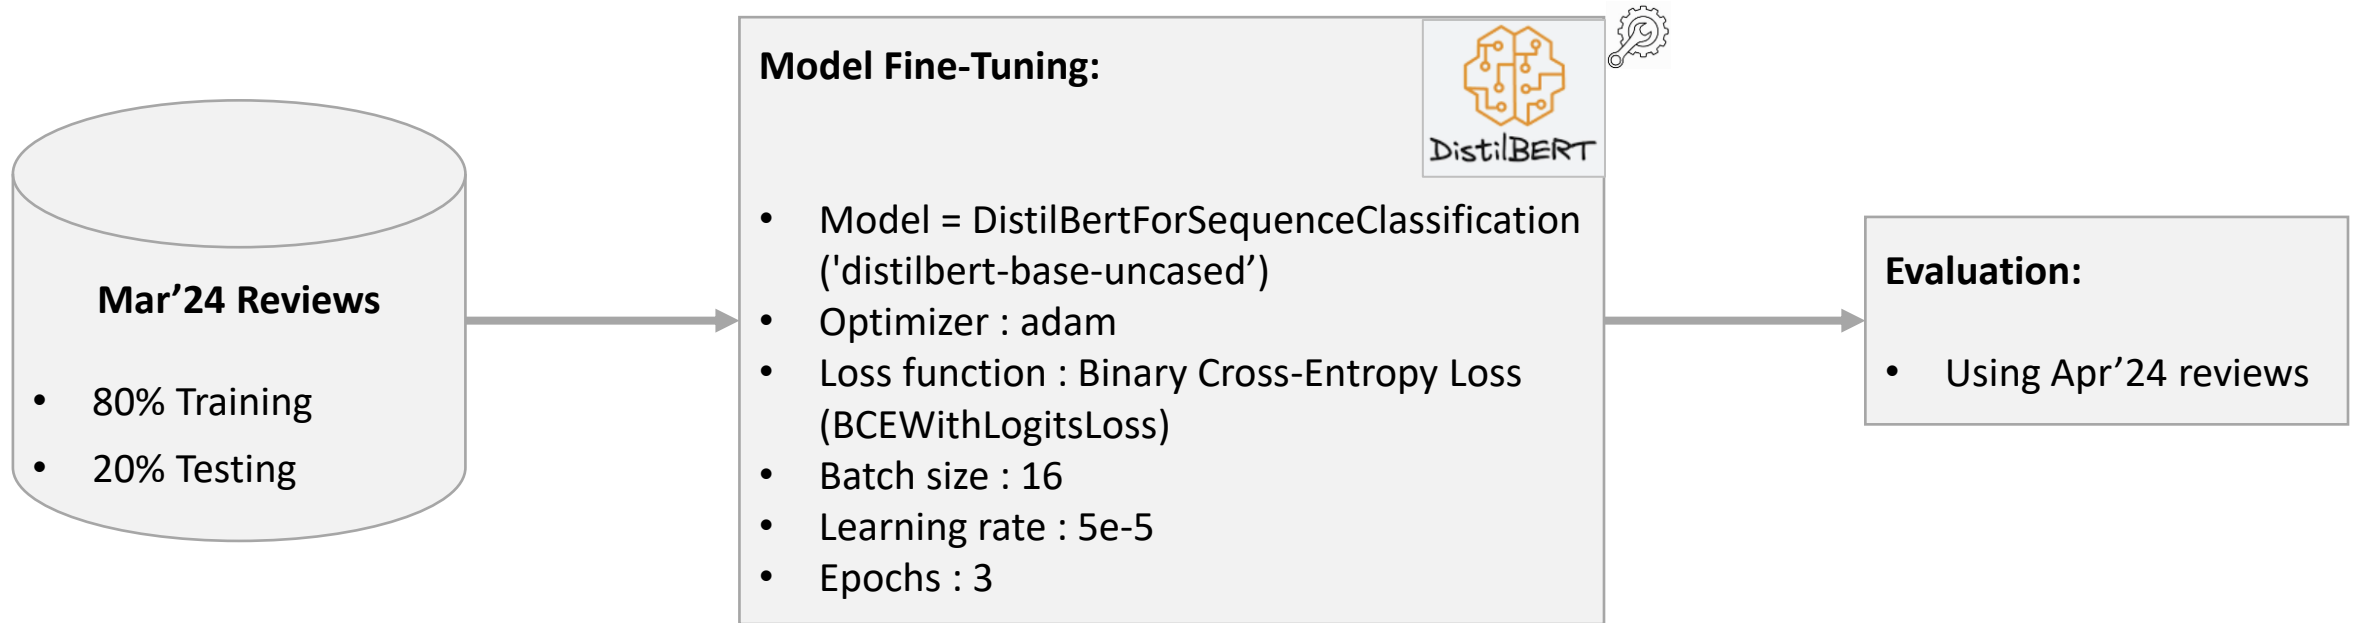 Mar’24 Reviews
• 80% Training
• 20% Testing
Model Fine-Tuning:
DistilBERT
• Model = DistilBertForSequenceClassification
('distilbert-base-uncased’)
• Optimizer : adam
• Loss function : Binary Cross-Entropy Loss
(BCEWithLogitsLoss)
• Batch size : 16
• Learning rate : 5e-5
• Epochs : 3
Evaluation:
• Using Apr’24 reviews